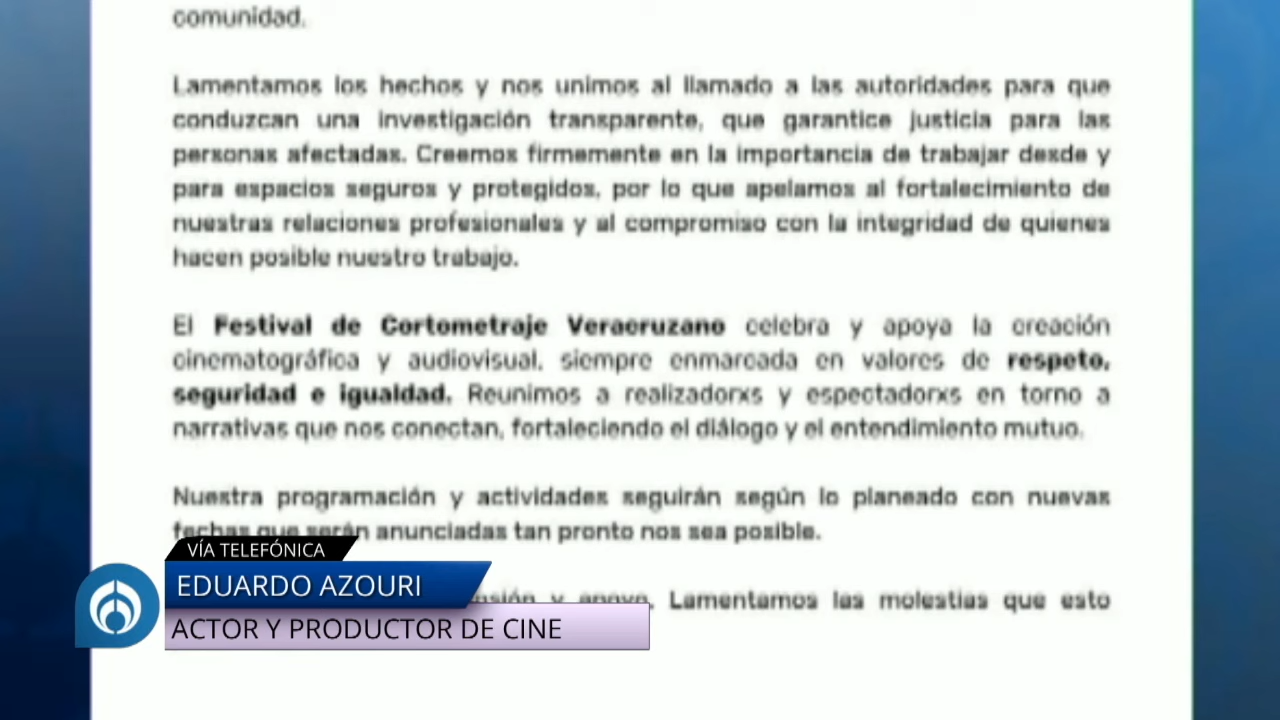 comunidad.
Lamentamos los hechos y nos unimos al llamado a las autoridades para que
conduzcan una investigación transparente, que garantice justicia para las
personas afectadas. Creemos firmemente en la importancia de trabajar desde y
para espacios seguros y protegidos, por lo que apelamos al fortalecimiento de
nuestras relaciones profesionales y al compromiso con la integridad de quienes
hacen posible nuestro trabajo.
El Festival de Cortometraje Veracruzano celebra y apoya la creación
cinematográfica y audiovisual, siempre enmarcada en valores de respeto,
seguridad e igualdad. Reunimos a realizadorxs y espectadorxs en torno a
narrativas que nos conectan, fortaleciendo el diálogo y el entendimiento mutuo.
Nuestra programación y actividades seguirán según lo planeado con nuevas
fechas que serán anunciadas tan pronto nos sea posible.
y apoyo. Lamentamos las molestias que esto
VÍA TELEFÓNICA
EDUARDO AZOURI
ACTOR Y PRODUCTOR DE CINE